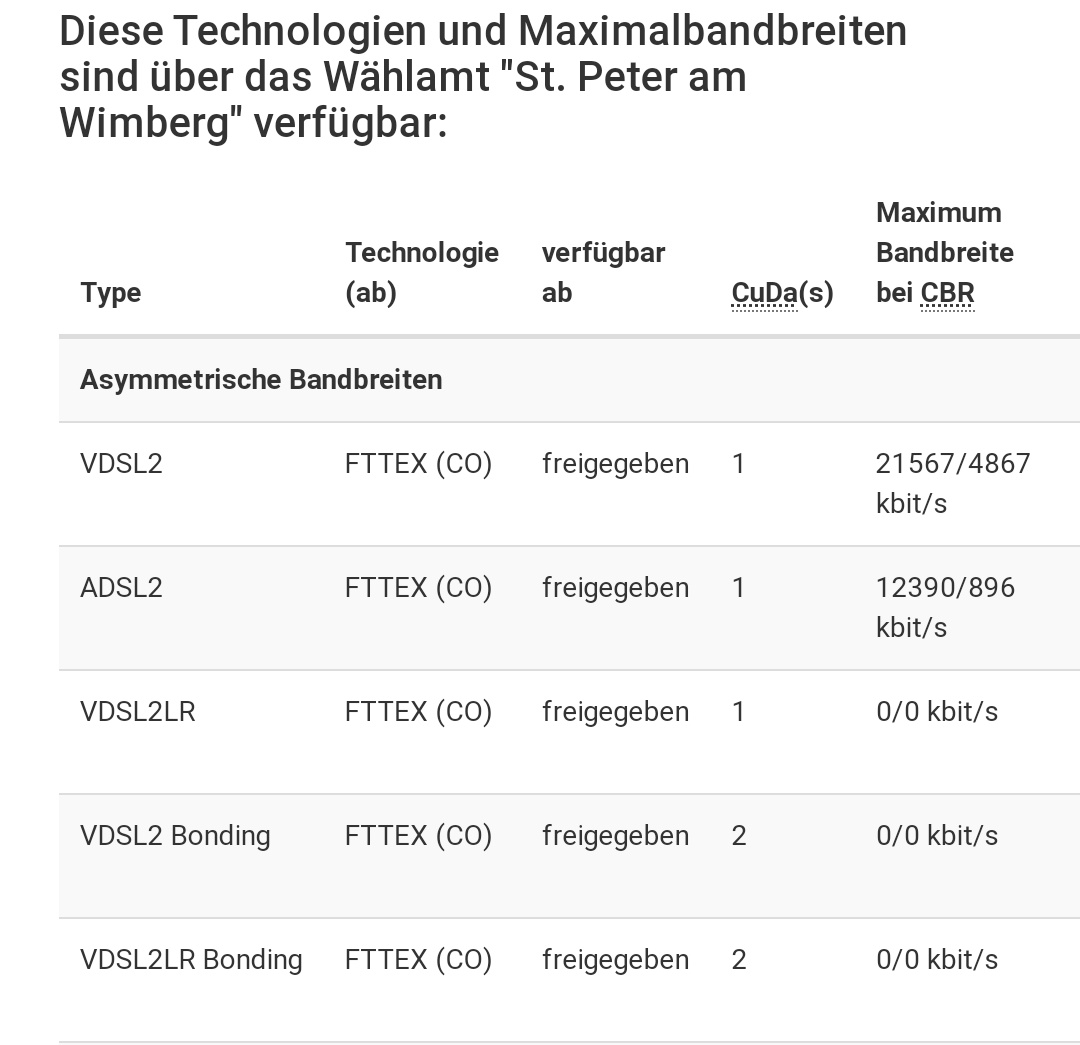 Diese Technologien und Maximalbandbreiten
sind über das Wählamt "St. Peter am
Wimberg" verfügbar:
Type Technologie (ab) verfügbar ab CuDa(s) Maximum Bandbreite bei CBR
Asymmetrische Bandbreiten
VDSL2 FTTEX (CO) freigegeben 1 21567/4867
kbit/s
ADSL2 FTTEX (CO) freigegeben 1 12390/896
kbit/s
VDSL2LR FTTEX (CO) freigegeben 1 0/0 kbit/s
VDSL2 Bonding FTTEX (CO) freigegeben 2 0/0 kbit/s
VDSL2LR Bonding FTTEX (CO) freigegeben 2 0/0 kbit/s